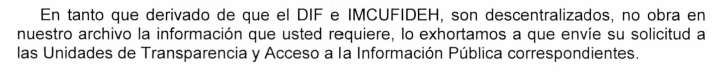 En tanto que derivado de que el DIF e IMCUFIDEH, son descentralizados, no obra en
nuestro archivo la información que usted requiere, lo exhortamos a que envíe su solicitud a
las Unidades de Transparencia y Acceso a la Información Pública correspondientes.